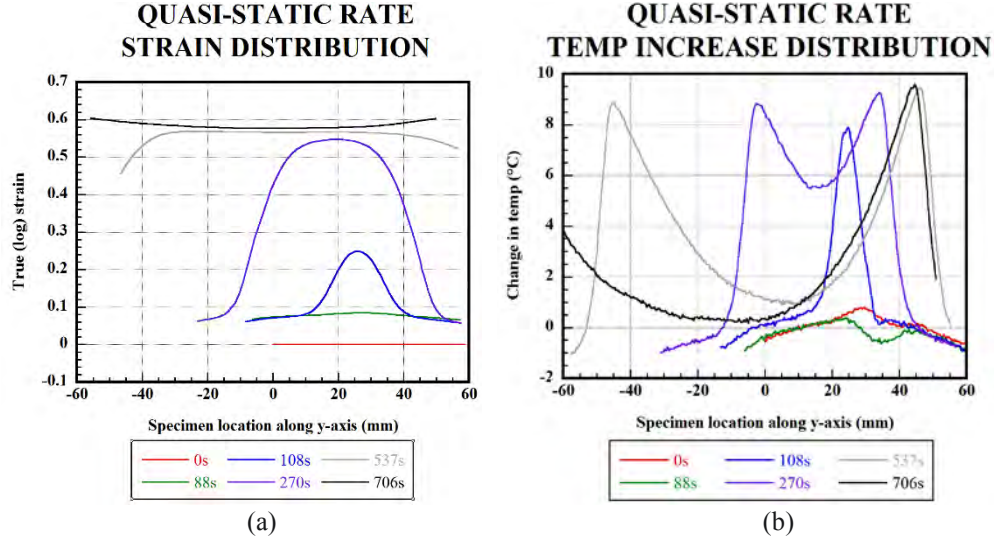 QUASI-STATIC RATE
STRAIN DISTRIBUTION
True (log) strain
0.7
0.6
0.5
0.4
0.3
0.2
0.1
0
-0.1
-60 -40 -20 0 20 40 60
Specimen location along y-axis (mm)
0s 108s 537s
88s 270s 706s
(a)
QUASI-STATIC RATE
TEMP INCREASE DISTRIBUTION
Change in temp (°C)
10
8
6
4
2
0
-2
-60 -40 -20 0 20 40 60
Specimen location along y-axis (mm)
0s 108s 537s
88s 270s 706s
(b)